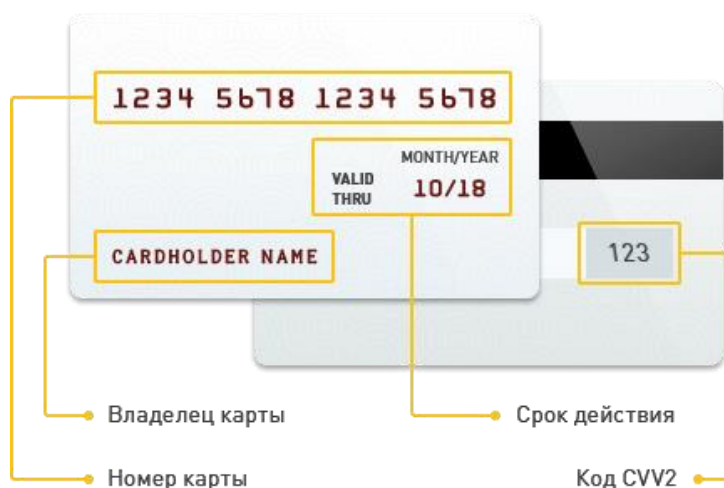 1234 5678 1234 5678
MONTH/YEAR
VALID THRU
10/18
CARDHOLDER NAME
123
Владелец карты
Срок действия
Номер карты
Код CVV2